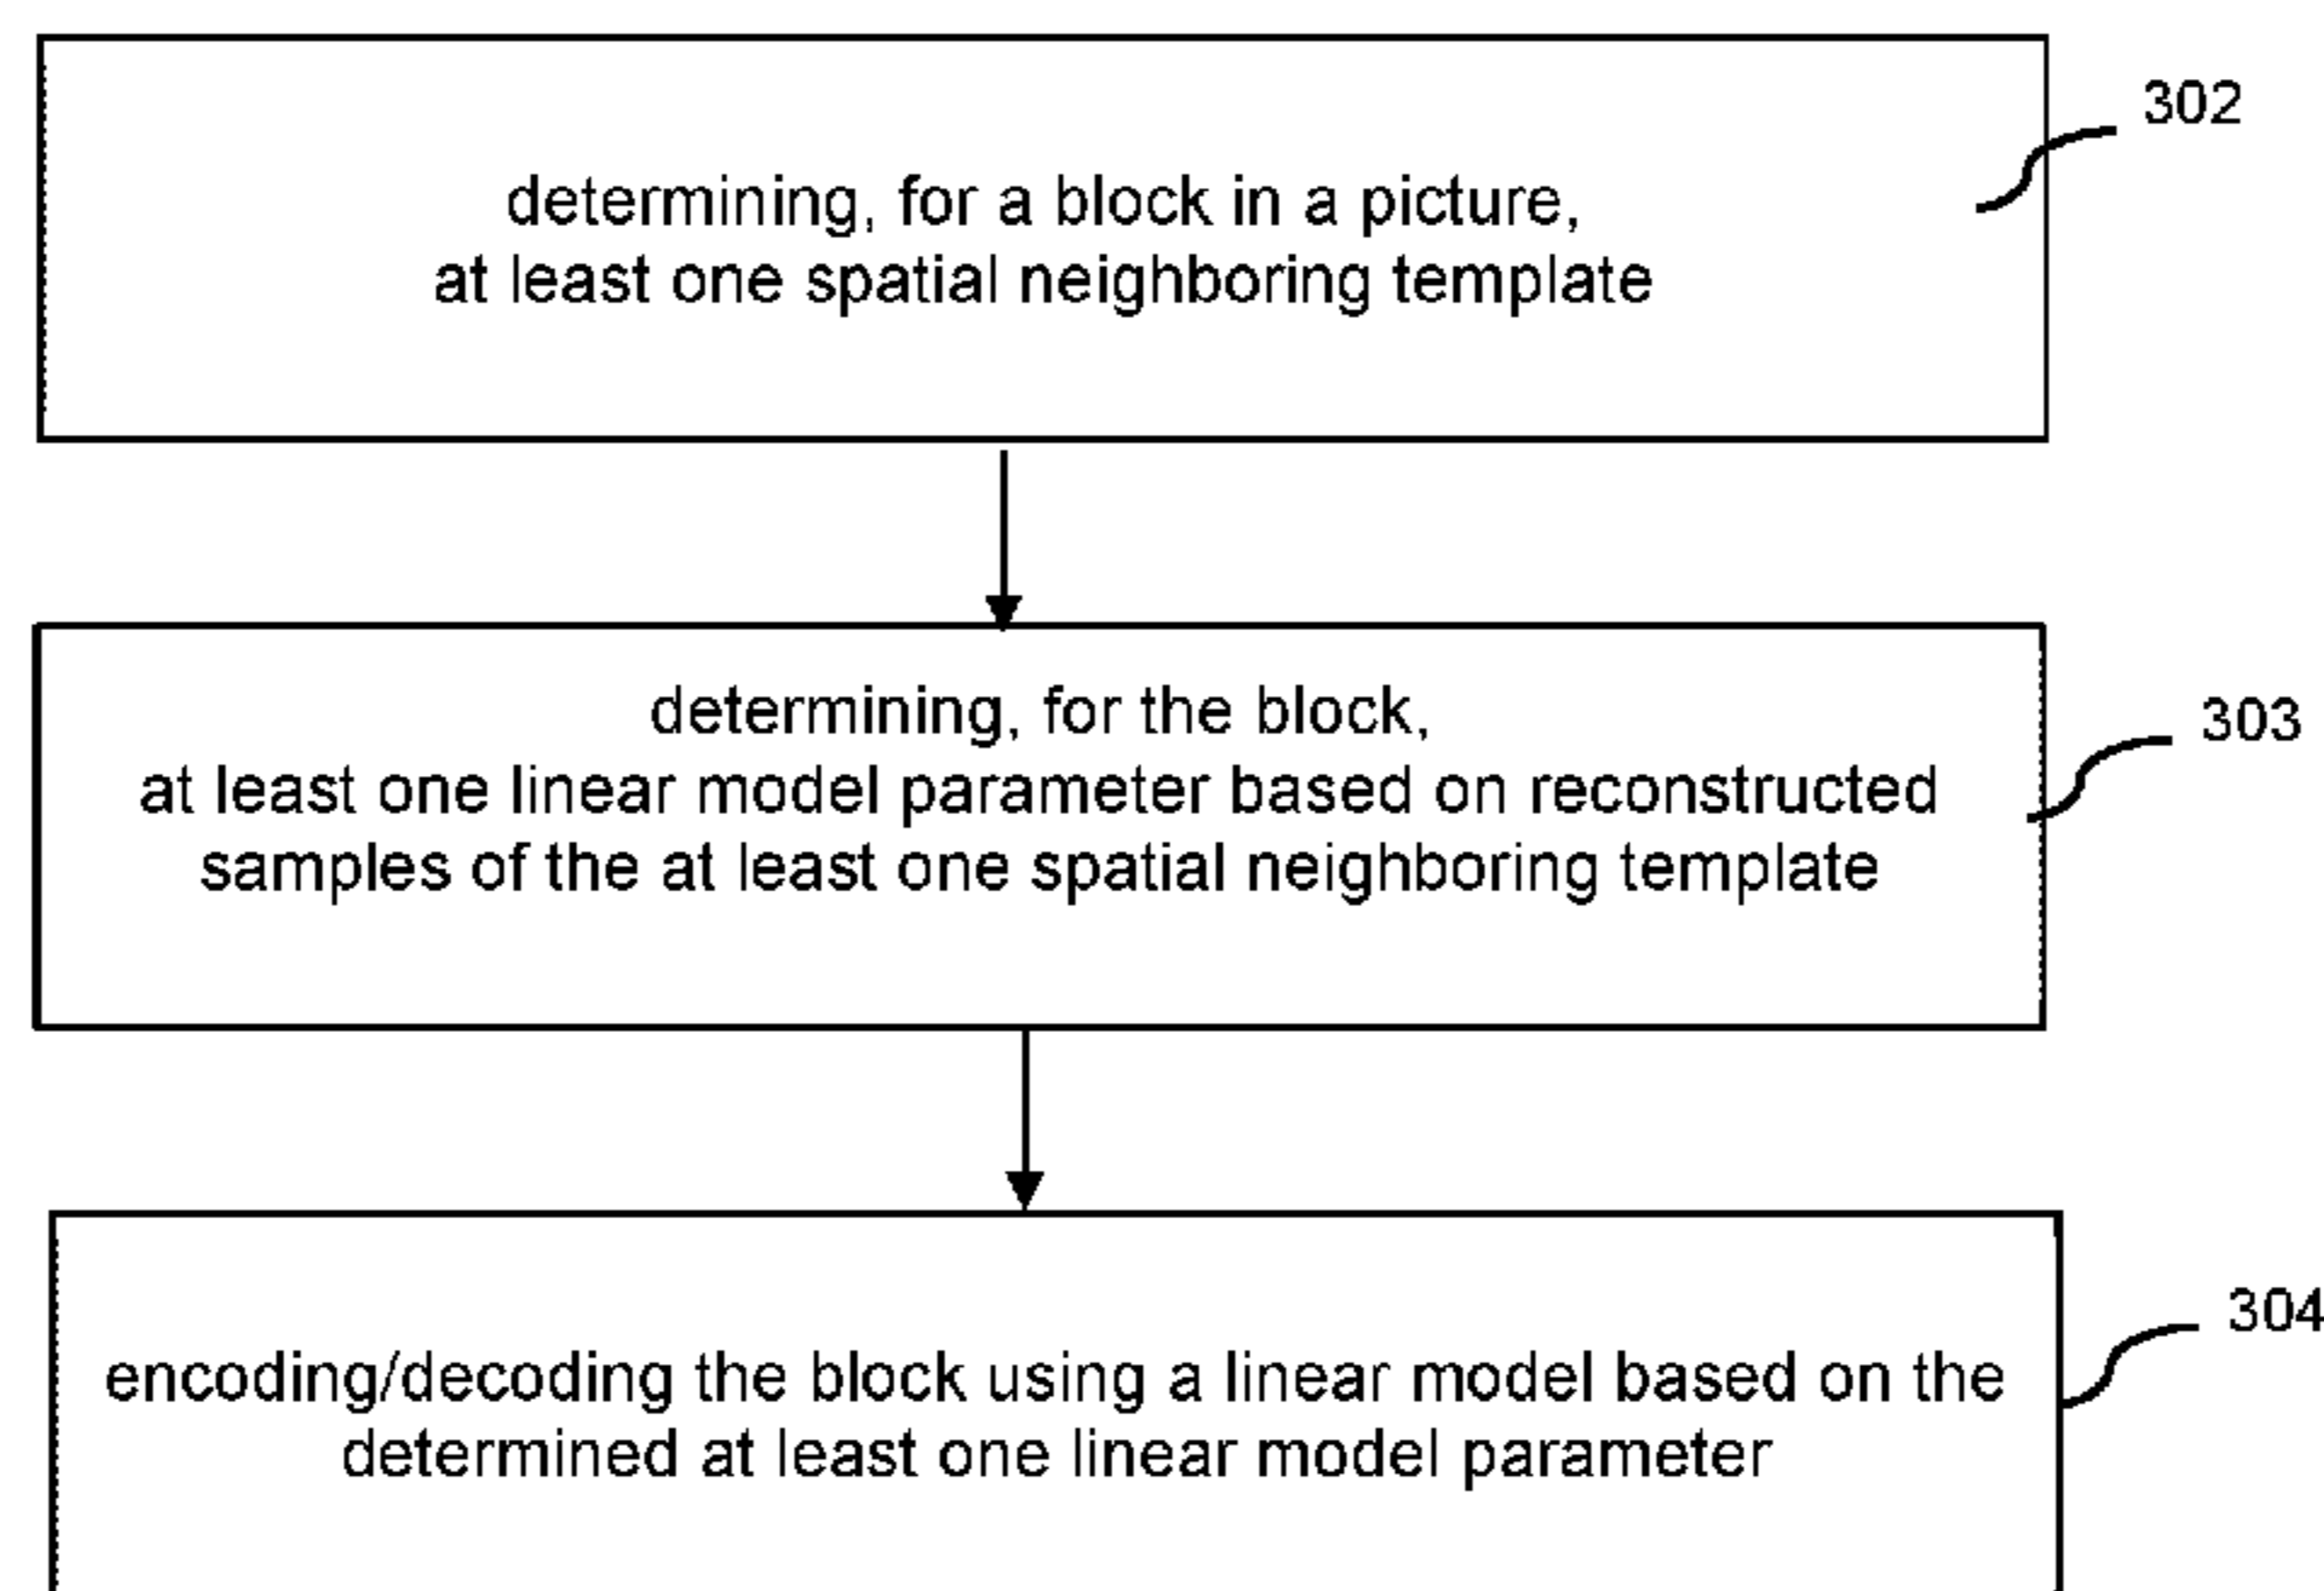 302
determining, for a block in a picture,
at least one spatial neighboring template
303
determining, for the block,
at least one linear model parameter based on reconstructed
samples of the at least one spatial neighboring template
304
encoding/decoding the block using a linear model based on the
determined at least one linear model parameter